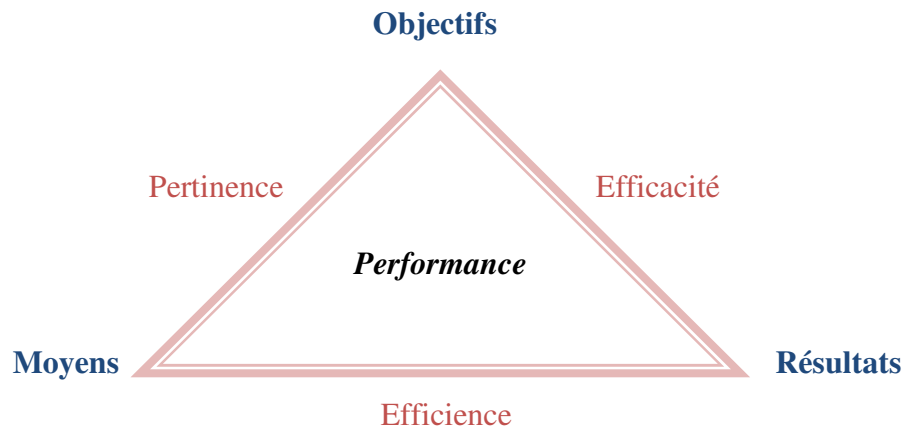 Objectifs
Pertinence
Efficacité
Performance
Moyens
Résultats
Efficience